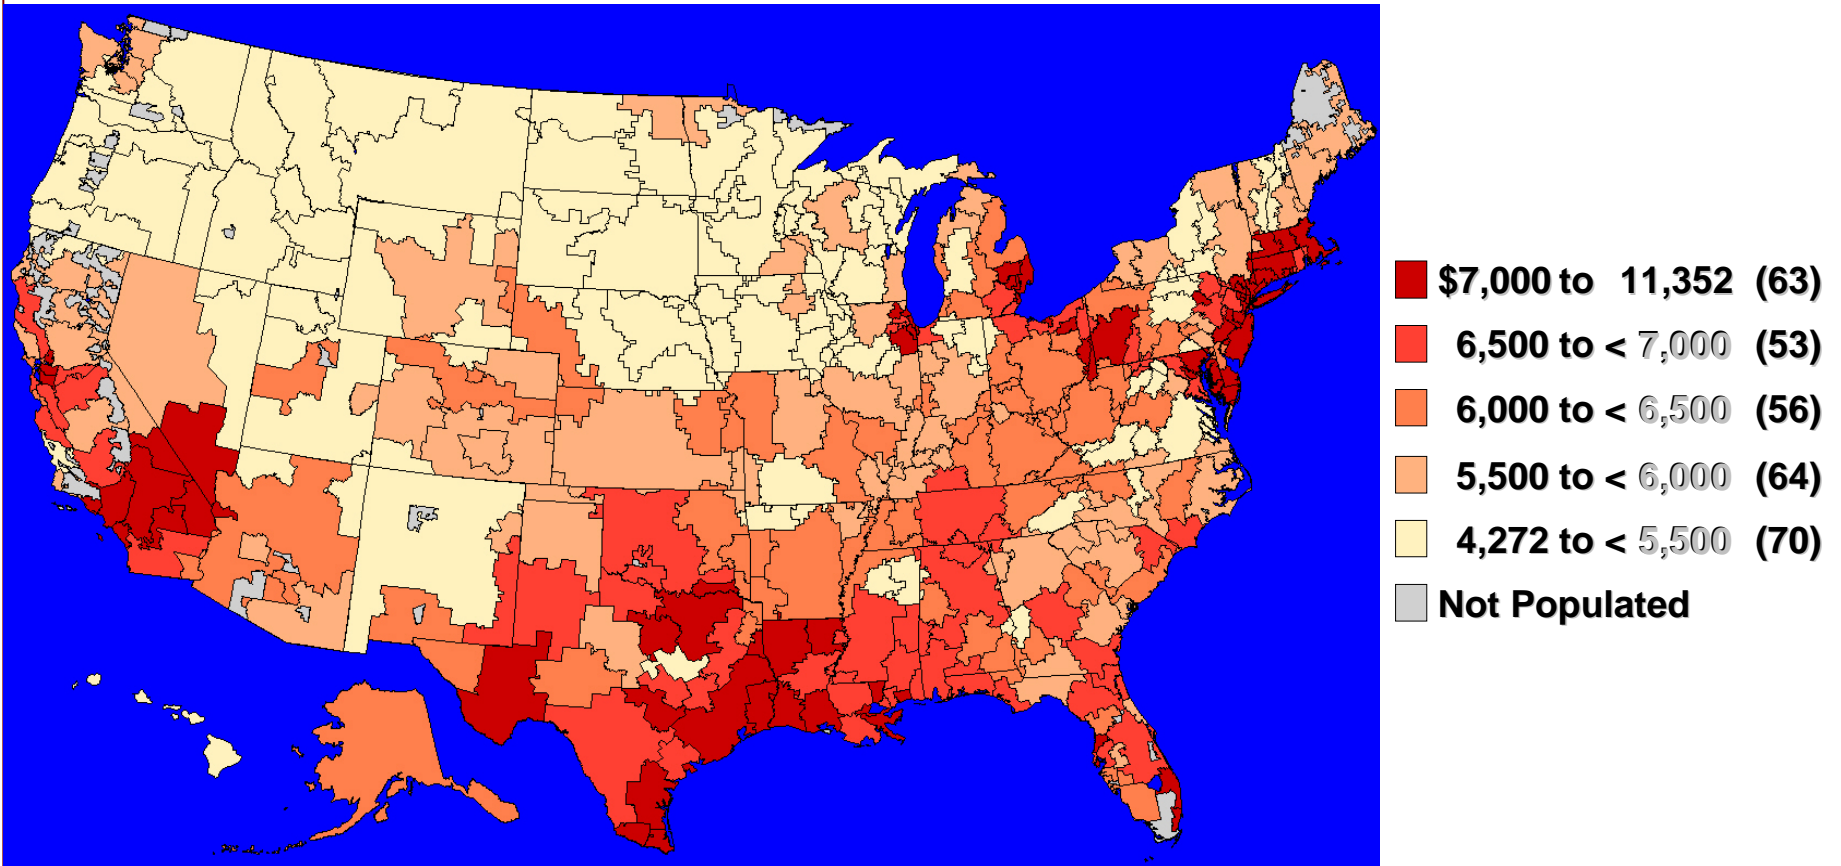 $7,000 to 11,352 (63)
6,500 to < 7,000 (53)
6,000 to < 6,500 (56)
5,500 to < 6,000 (64)
4,272 to < 5,500 (70)
Not Populated